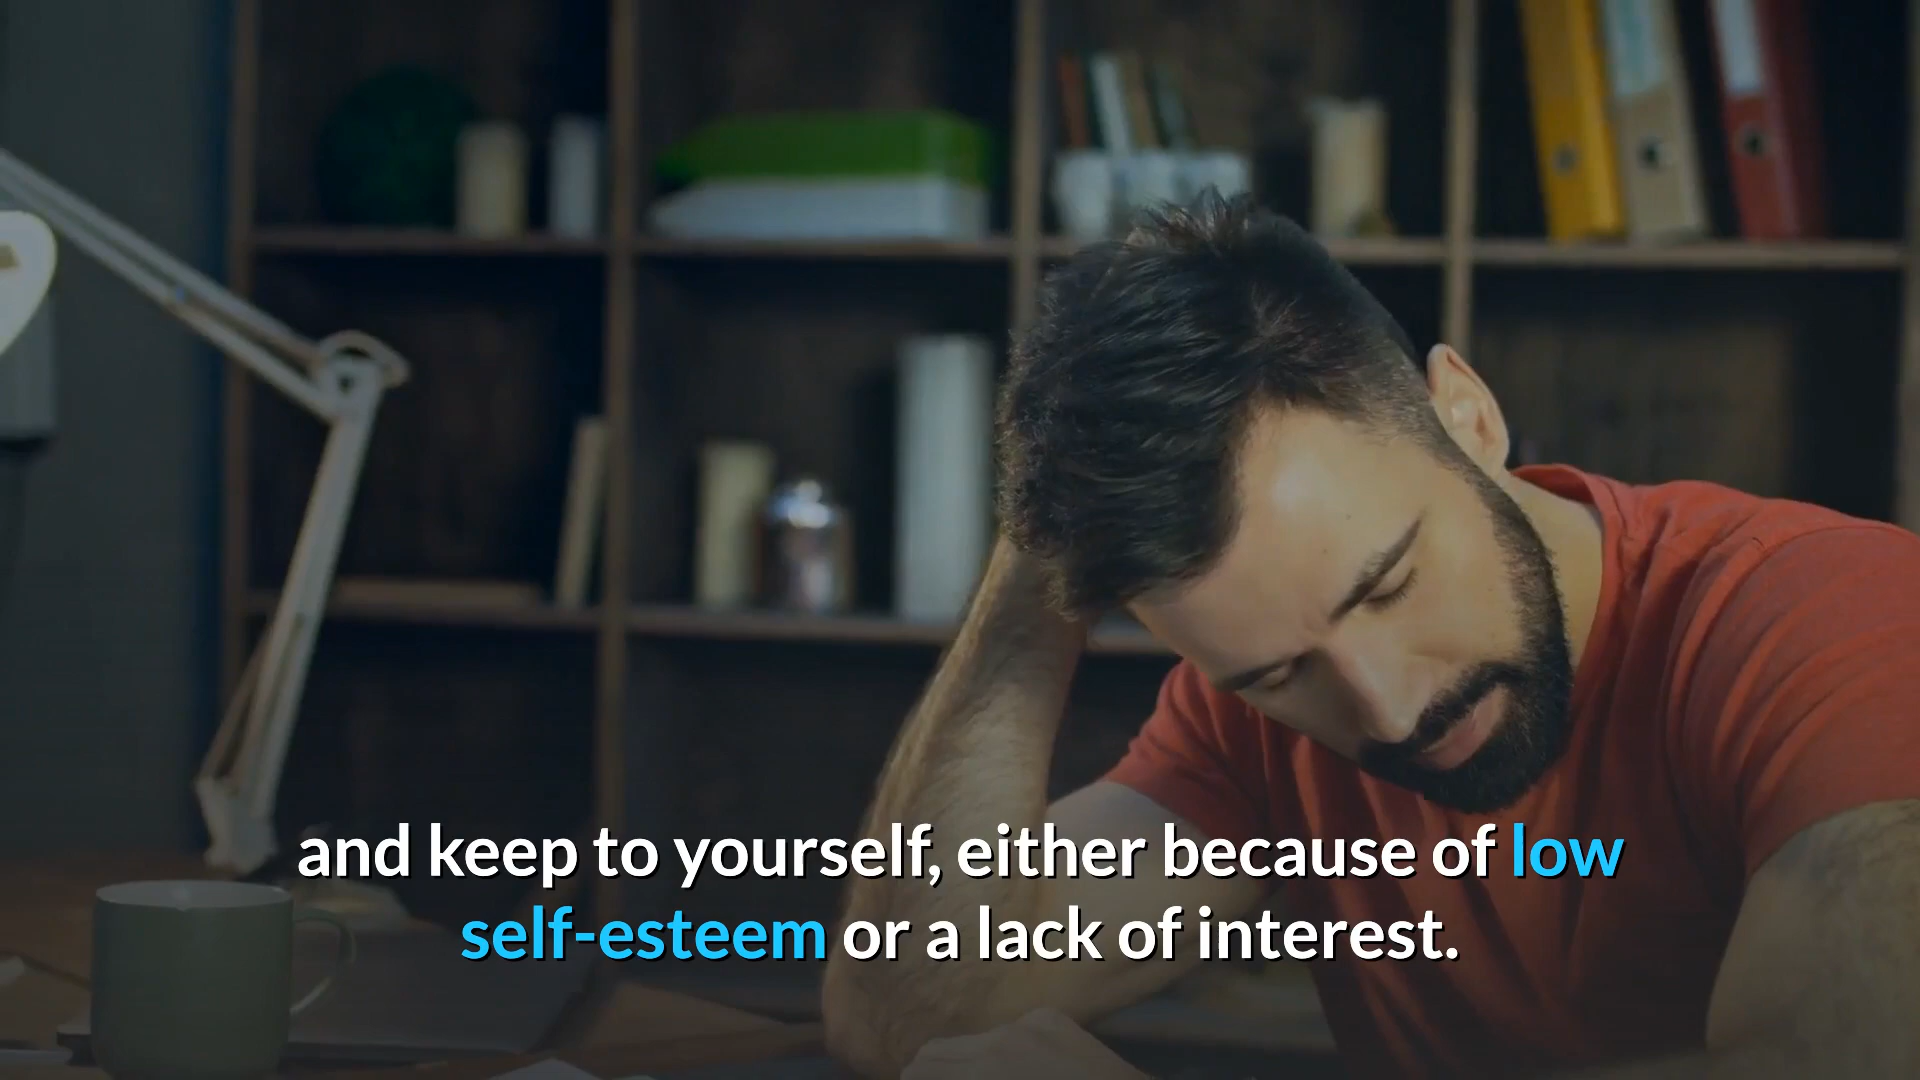 and keep to yourself, either because of low
self-esteem or a lack of interest.